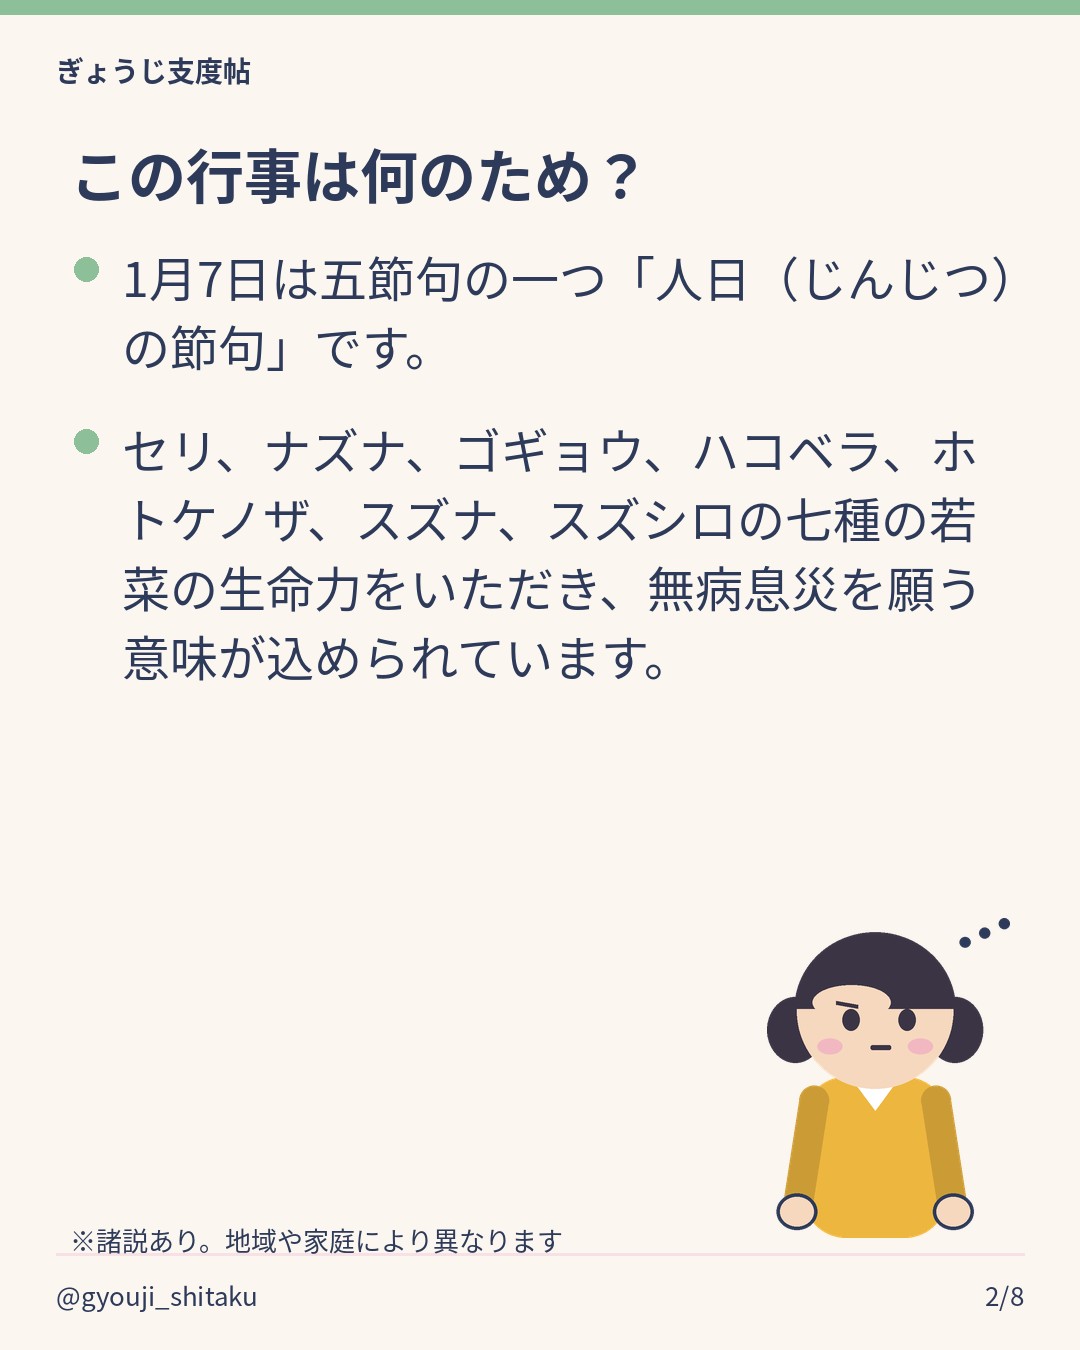 ぎょうじ支度帖
この行事は何のため？
1月7日は五節句の一つ「人日（じんじつ）
の節句」です。
セリ、ナズナ、ゴギョウ、ハコベラ、ホ
トケノザ、スズナ、スズシロの七種の若
菜の生命力をいただき、無病息災を願う
意味が込められています。
※諸説あり。地域や家庭により異なります
@gyouji_shitaku
2/8